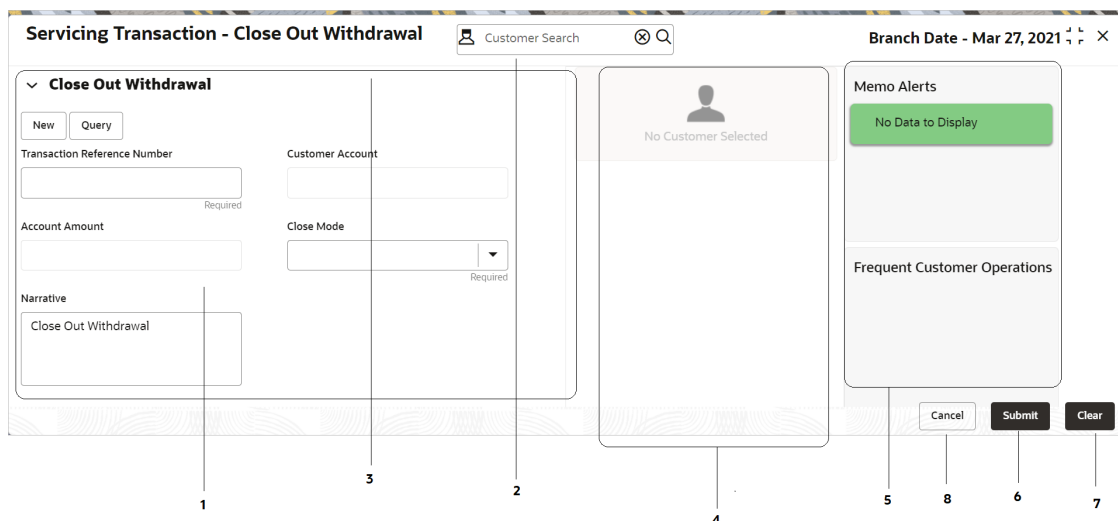 Servicing Transaction - Close Out Withdrawal
Customer Search
Branch Date - Mar 27, 2021
Close Out Withdrawal
New
Query
Transaction Reference Number
Customer Account
Required
Account Amount
Close Mode
Required
Narrative
Close Out Withdrawal
No Customer Selected
Memo Alerts
No Data to Display
Frequent Customer Operations
Cancel
Submit
Clear
1
3
2
4
5
8
6
7